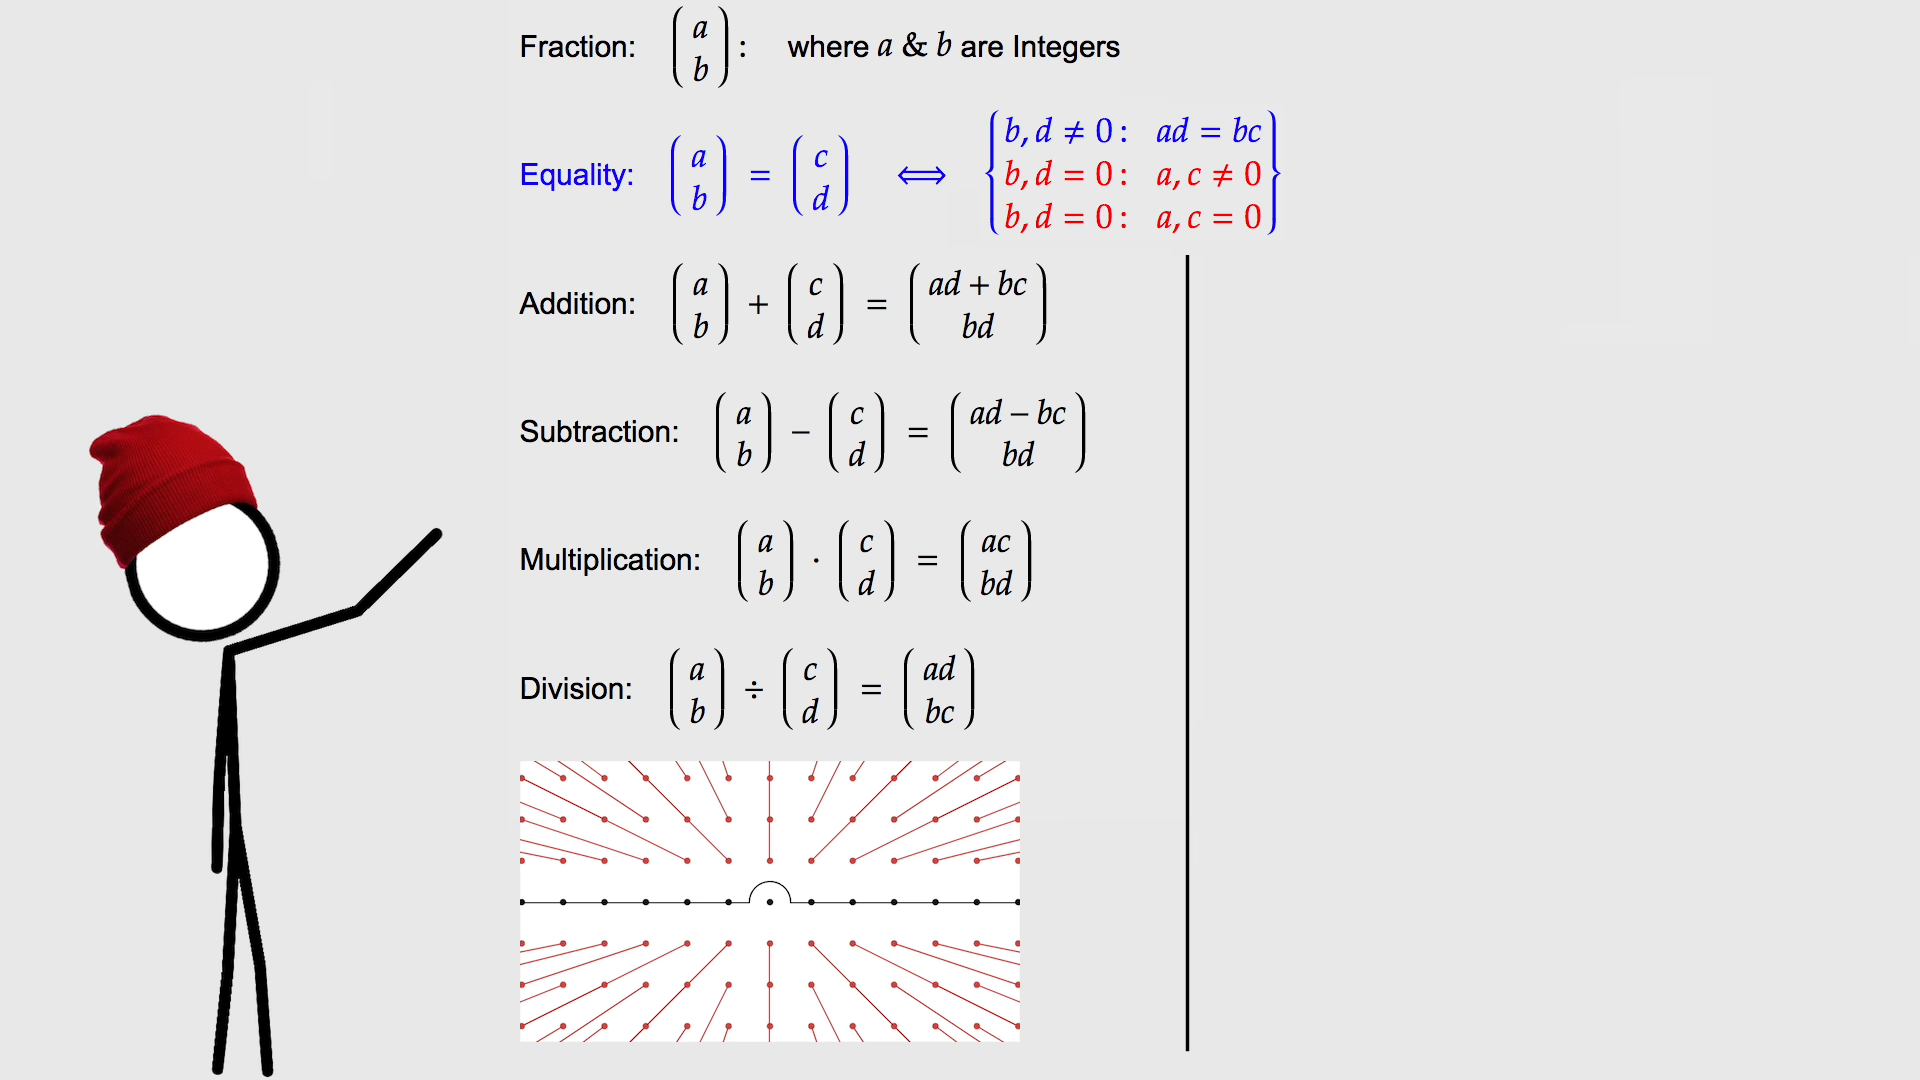 Fraction: (a b) : where a & b are Integers
Equality: (a b) = (c d) ⟺ {b, d ≠ 0 : ad = bc
b, d = 0 : a, c ≠ 0
b, d = 0 : a, c = 0}
Addition: (a b) + (c d) = (ad + bc bd)
Subtraction: (a b) − (c d) = (ad − bc bd)
Multiplication: (a b) · (c d) = (ac bd)
Division: (a b) ÷ (c d) = (ad bc)